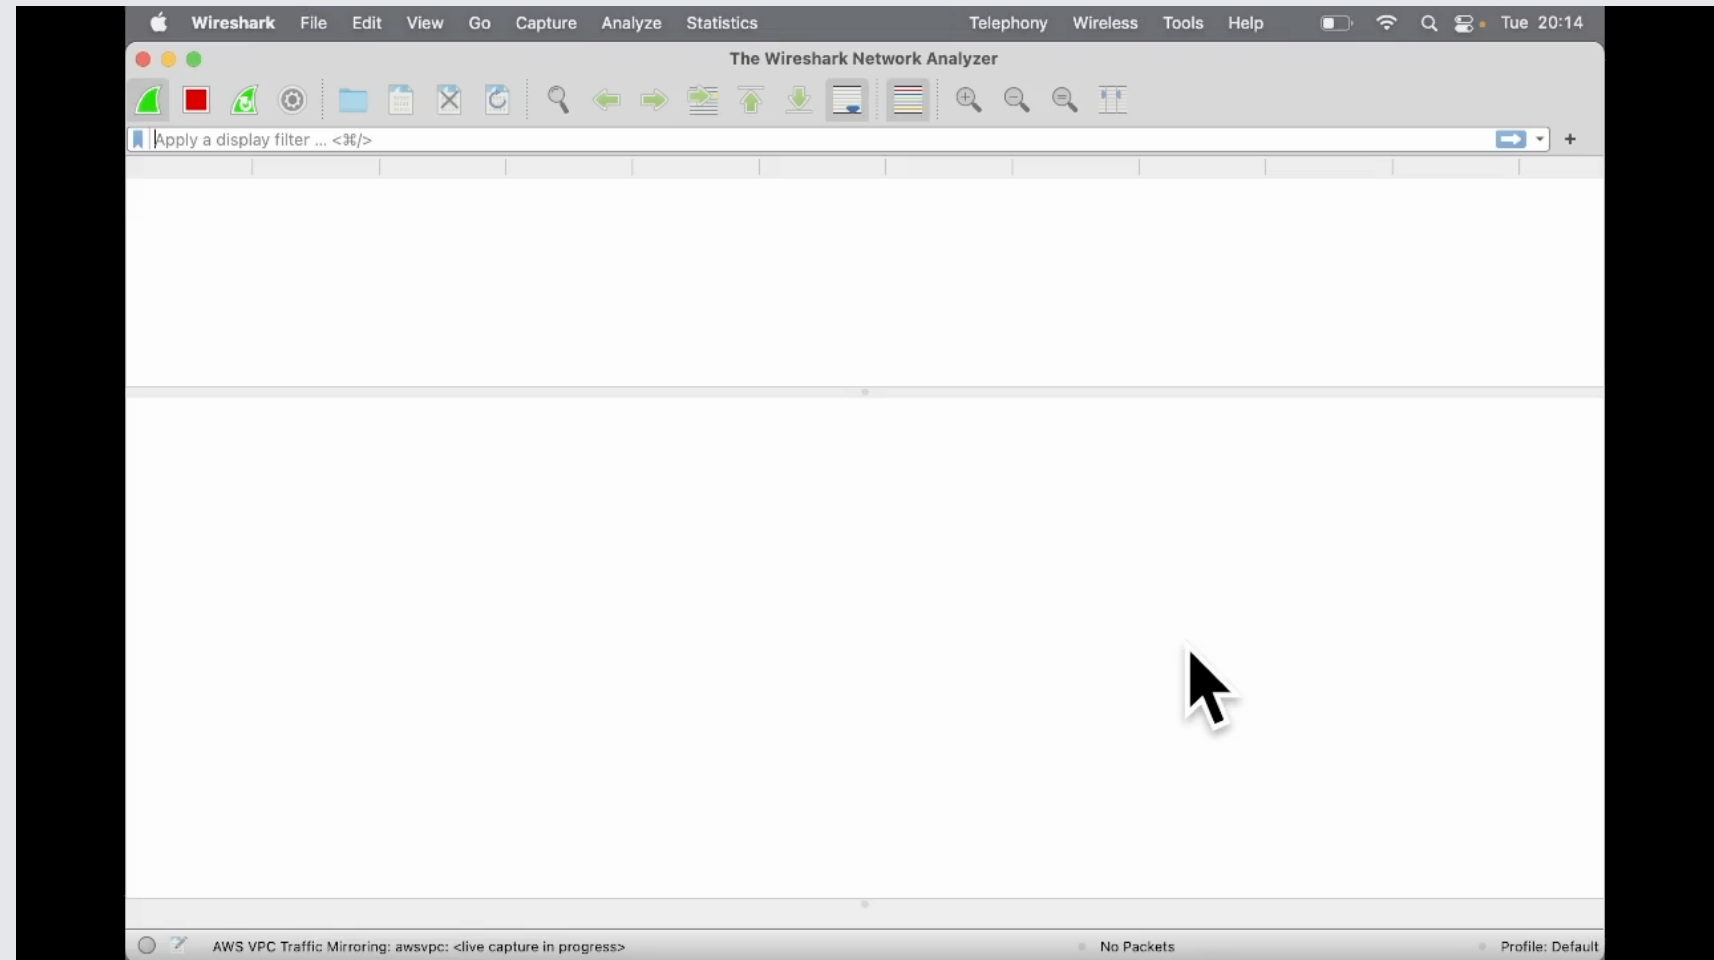 Wireshark File Edit View Go Capture Analyze Statistics Telephony Wireless Tools Help Tue 20:14
The Wireshark Network Analyzer
Apply a display filter ... <⌘/>
+
AWS VPC Traffic Mirroring: awsvpc: <live capture in progress> No Packets Profile: Default